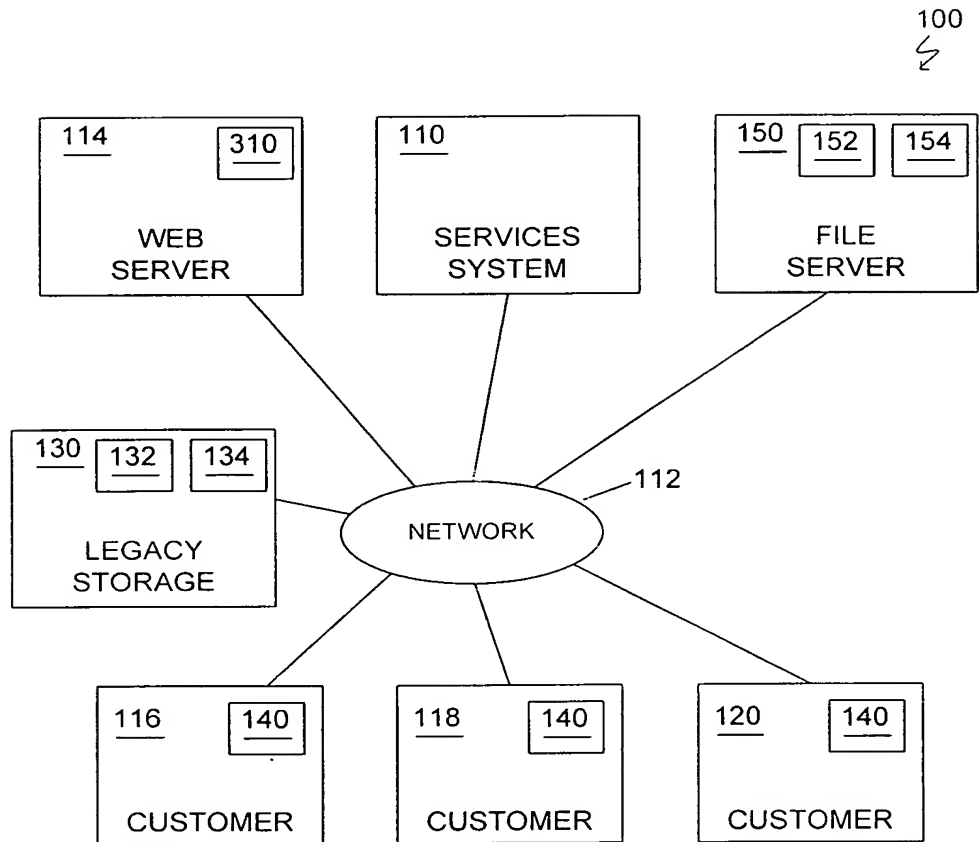 100
114
310
WEB
SERVER
110
SERVICES
SYSTEM
150
152
154
FILE
SERVER
130
132
134
LEGACY
STORAGE
NETWORK
112
116
140
CUSTOMER
118
140
CUSTOMER
120
140
CUSTOMER